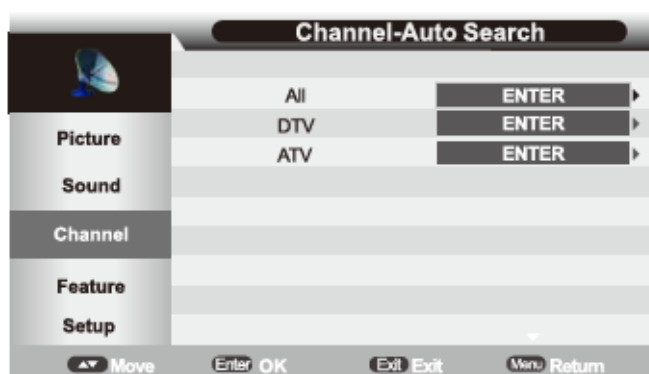 Channel-Auto Search
All ENTER
DTV ENTER
ATV ENTER
Picture
Sound
Channel
Feature
Setup
Move Enter OK Exit Exit Menu Return